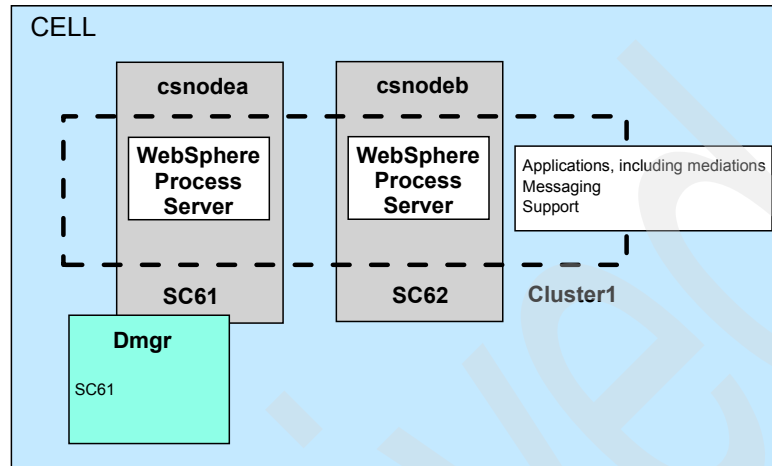 CELL
csnodea
csnodeb
WebSphere
Process
Server
WebSphere
Process
Server
Applications, including mediations
Messaging
Support
SC61
SC62
Cluster1
Dmgr
SC61